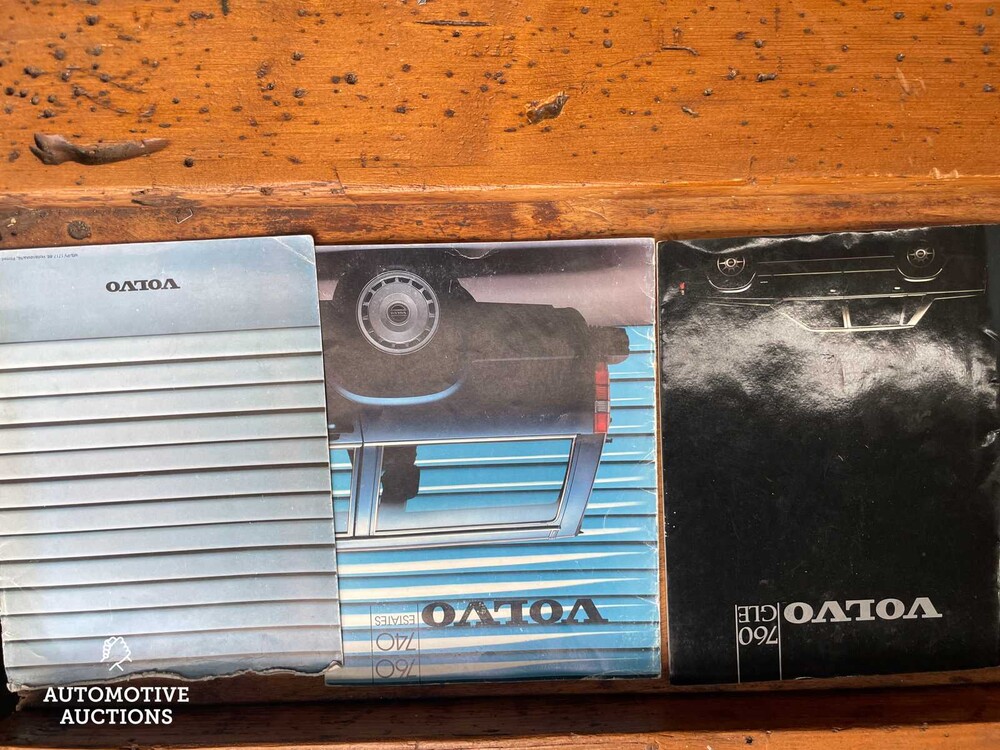 VOLVO
VOLVO
760
740
ESTATES
VOLVO
760
GLE
AUTOMOTIVE
AUCTIONS